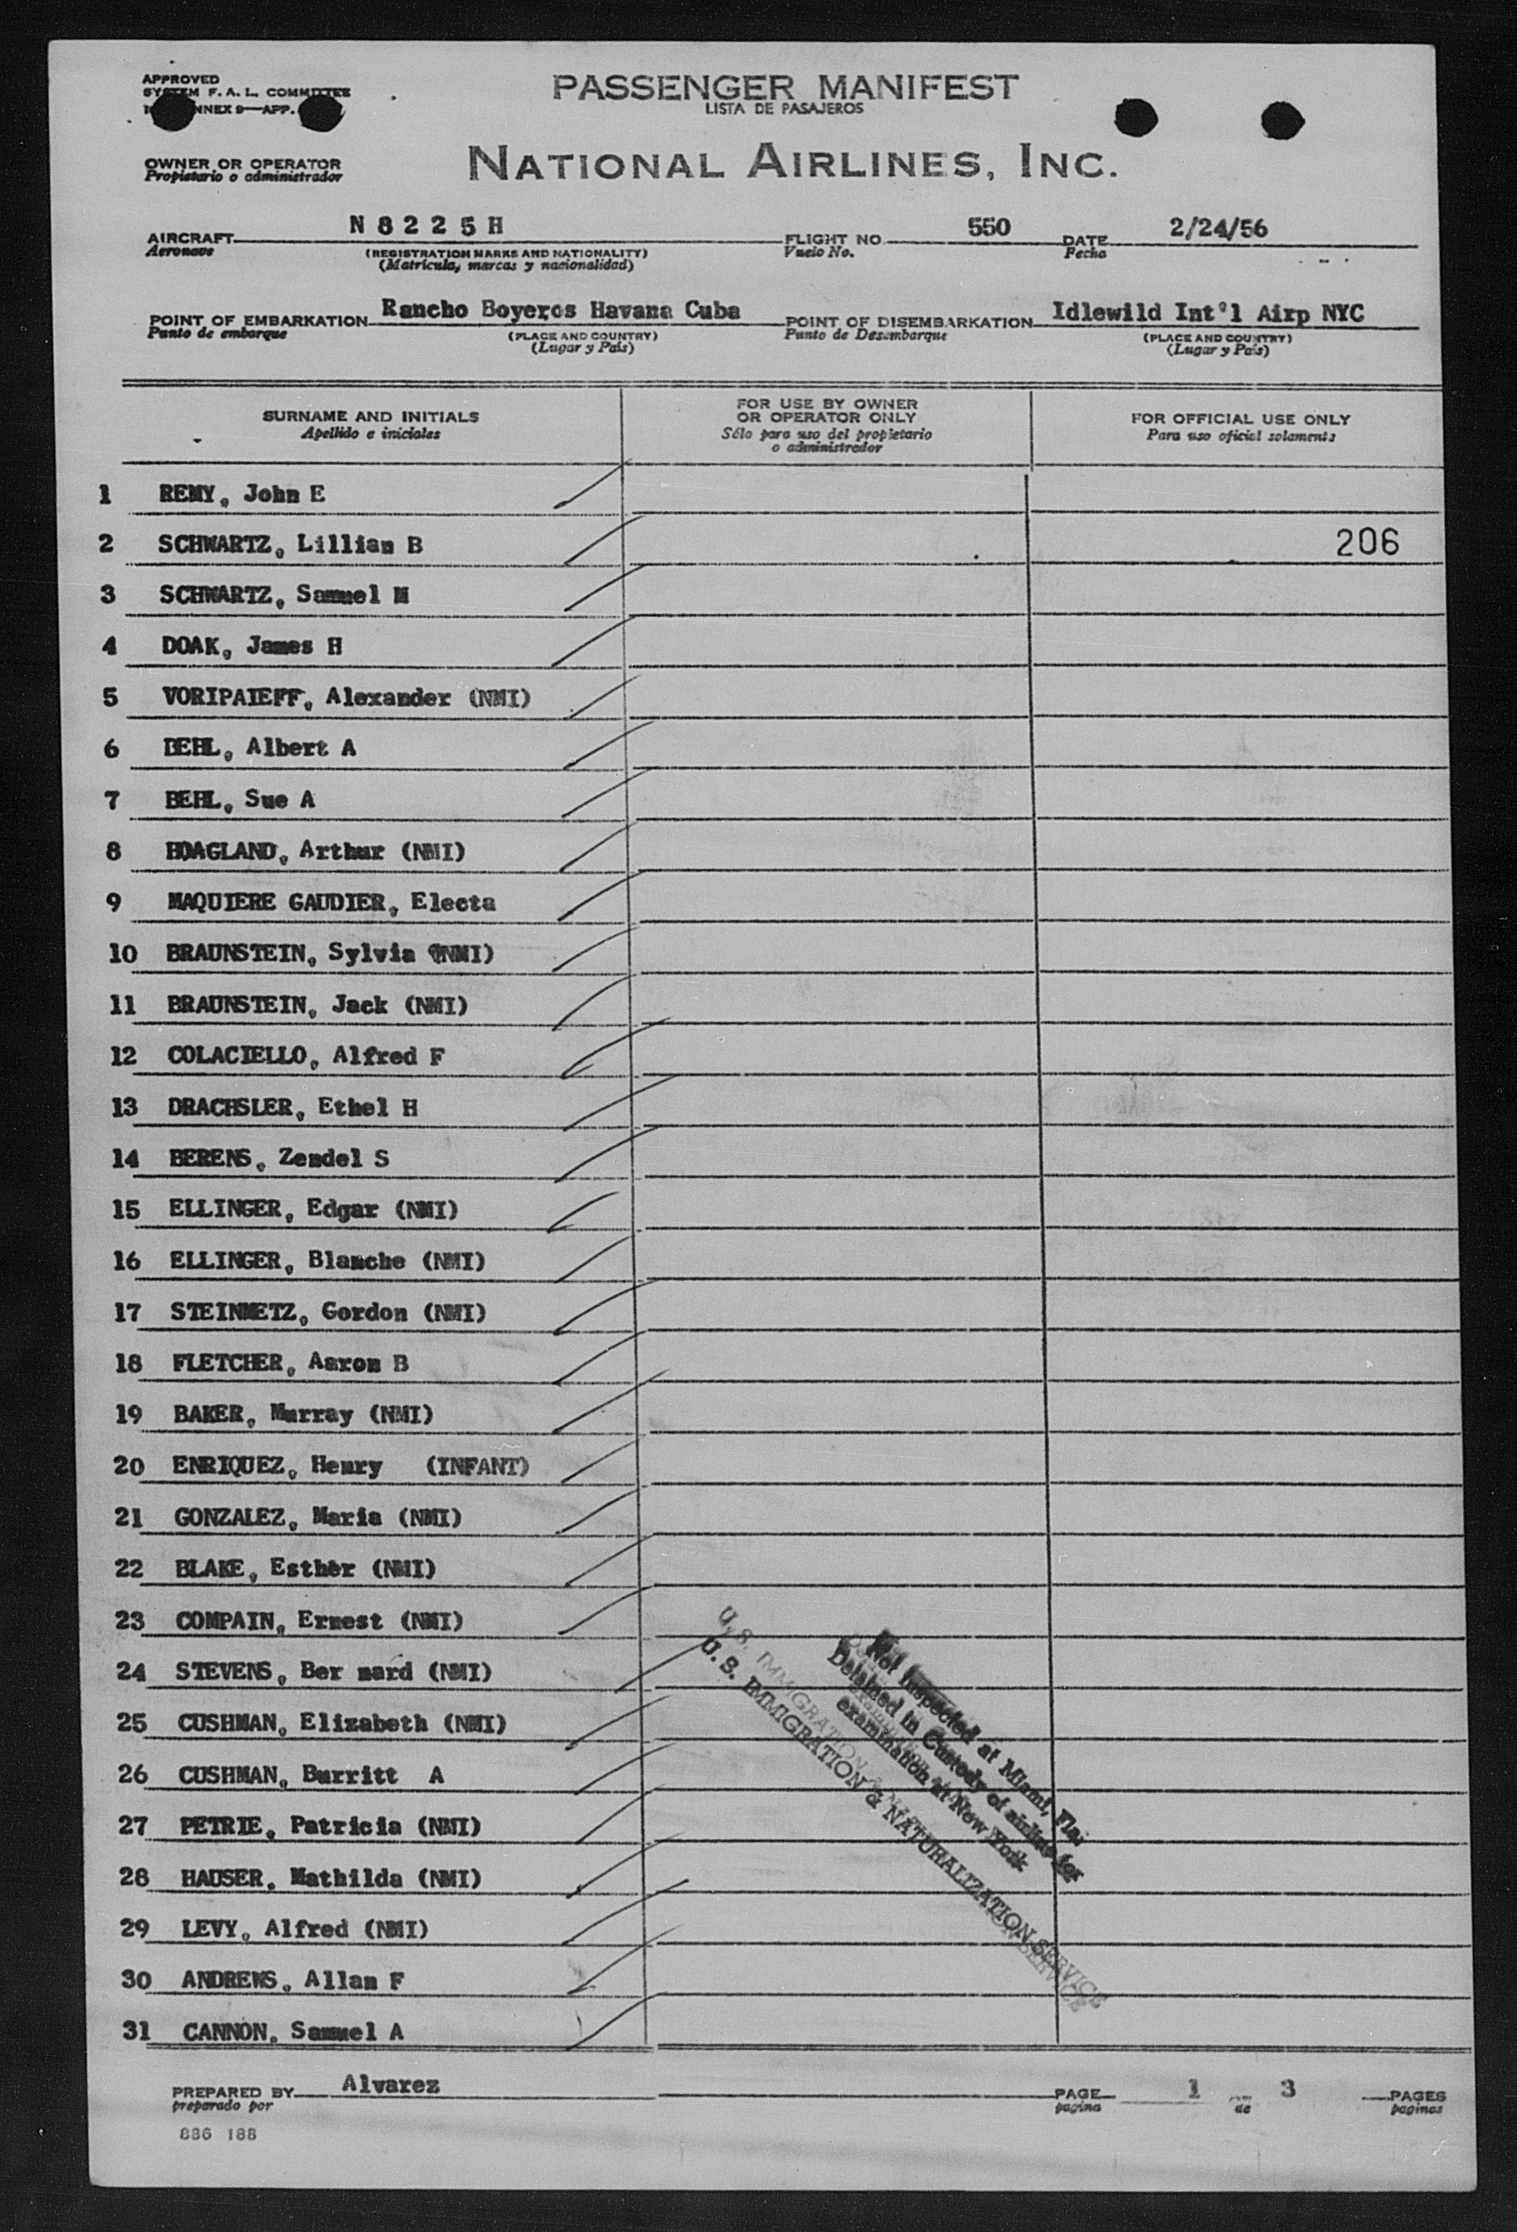 APPROVED
SYSTEM F. A. L. COMMITTEE
ANNEX 9—APP.
PASSENGER MANIFEST
LISTA DE PASAJEROS
OWNER OR OPERATOR
Propietario o administrador
NATIONAL AIRLINES, INC.
AIRCRAFT N 8 2 2 5 H FLIGHT NO. 550 DATE 2/24/56
Aeronave (REGISTRATION MARKS AND NATIONALITY) Vuelo No. Fecha
(Matrícula, marcas y nacionalidad)
POINT OF EMBARKATION Rancho Boyeros Havana Cuba POINT OF DISEMBARKATION Idlewild Int'l Airp NYC
Punto de embarque (PLACE AND COUNTRY) Punto de Desembarque (PLACE AND COUNTRY)
(Lugar y País) (Lugar y País)
SURNAME AND INITIALS
Apellido e iniciales
FOR USE BY OWNER
OR OPERATOR ONLY
Sólo para uso del propietario
o administrador
FOR OFFICIAL USE ONLY
Para uso oficial solamente
1 REMY, John E
2 SCHWARTZ, Lillian B 206
3 SCHWARTZ, Samuel M
4 DOAK, James H
5 VORIPAIEFF, Alexander (NMI)
6 BEHL, Albert A
7 BEHL, Sue A
8 HOAGLAND, Arthur (NMI)
9 MAQUIERE GAUDIER, Electa
10 BRAUNSTEIN, Sylvia (NMI)
11 BRAUNSTEIN, Jack (NMI)
12 COLACIELLO, Alfred F
13 DRACHSLER, Ethel H
14 BERENS, Zendel S
15 ELLINGER, Edgar (NMI)
16 ELLINGER, Blanche (NMI)
17 STEINMETZ, Gordon (NMI)
18 FLETCHER, Aaron B
19 BAKER, Murray (NMI)
20 ENRIQUEZ, Henry (INFANT)
21 GONZALEZ, Maria (NMI)
22 BLAKE, Esther (NMI)
23 COMPAIN, Ernest (NMI)
24 STEVENS, Ber nard (NMI)
25 CUSHMAN, Elizabeth (NMI)
26 CUSHMAN, Burritt A
27 PETRIE, Patricia (NMI)
28 HAUSER, Mathilda (NMI)
29 LEVY, Alfred (NMI)
30 ANDREWS, Allan F
31 CANNON, Samuel A
Not Inspected at Miami, Fla.
Detained in Custody of airline for
examination at New York
U. S. IMMIGRATION & NATURALIZATION SERVICE
PREPARED BY Alvarez PAGE 1 3 PAGES
preparado por pagina de paginas
886 188